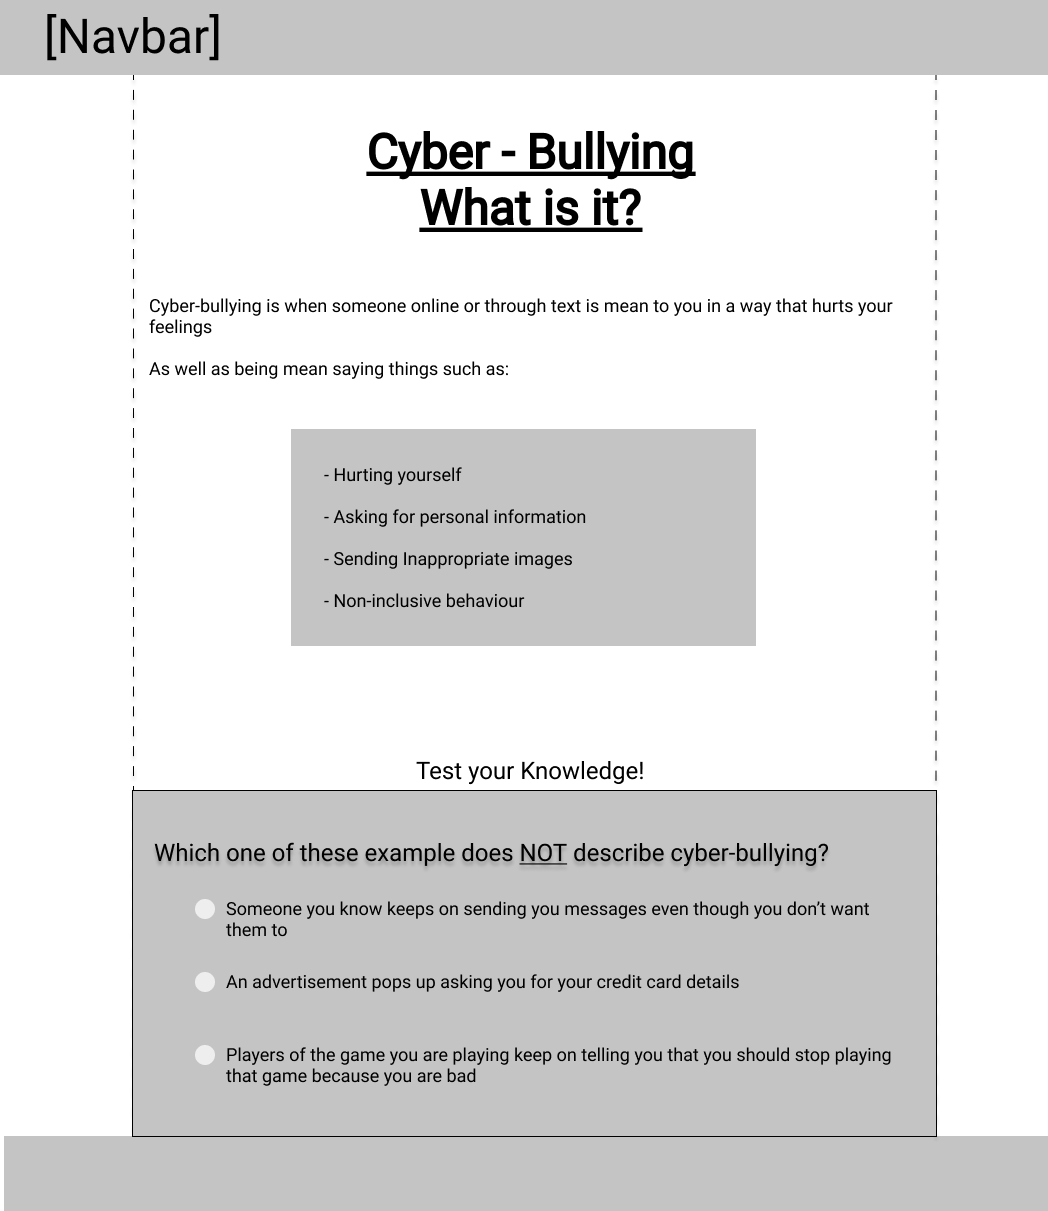 [Navbar]
Cyber - Bullying
What is it?
Cyber-bullying is when someone online or through text is mean to you in a way that hurts your
feelings
As well as being mean saying things such as:
- Hurting yourself
- Asking for personal information
- Sending Inappropriate images
- Non-inclusive behaviour
Test your Knowledge!
Which one of these example does NOT describe cyber-bullying?
Someone you know keeps on sending you messages even though you don’t want
them to
An advertisement pops up asking you for your credit card details
Players of the game you are playing keep on telling you that you should stop playing
that game because you are bad